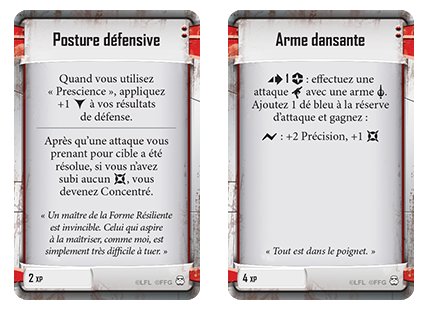 Posture défensive
Quand vous utilisez
« Prescience », appliquez
+1 à vos résultats
de défense.
Après qu'une attaque vous
prenant pour cible a été
résolue, si vous n'avez
subi aucun , vous
devenez Concentré.
« Un maître de la Forme Résiliente
est invincible. Celui qui aspire
à la maîtriser, comme moi, est
simplement très difficile à tuer. »
2 XP
©LFL ©FFG
Arme dansante
1 : effectuez une
attaque avec une arme .
Ajoutez 1 dé bleu à la réserve
d'attaque et gagnez :
: +2 Précision, +1
« Tout est dans le poignet. »
4 XP
©LFL ©FFG